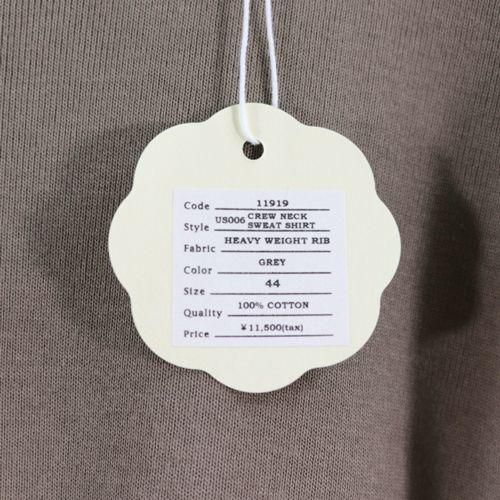 Code 11919
Style US006 CREW NECK
SWEAT SHIRT
Fabric HEAVY WEIGHT RIB
Color GREY
Size 44
Quality 100% COTTON
Price ¥11,500(tax)